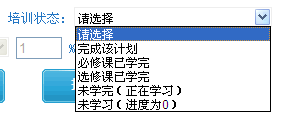 培训状态： 请选择
请选择
完成该计划
1 %
必修课已学完
选修课已学完
未学完（正在学习）
未学习（进度为0）